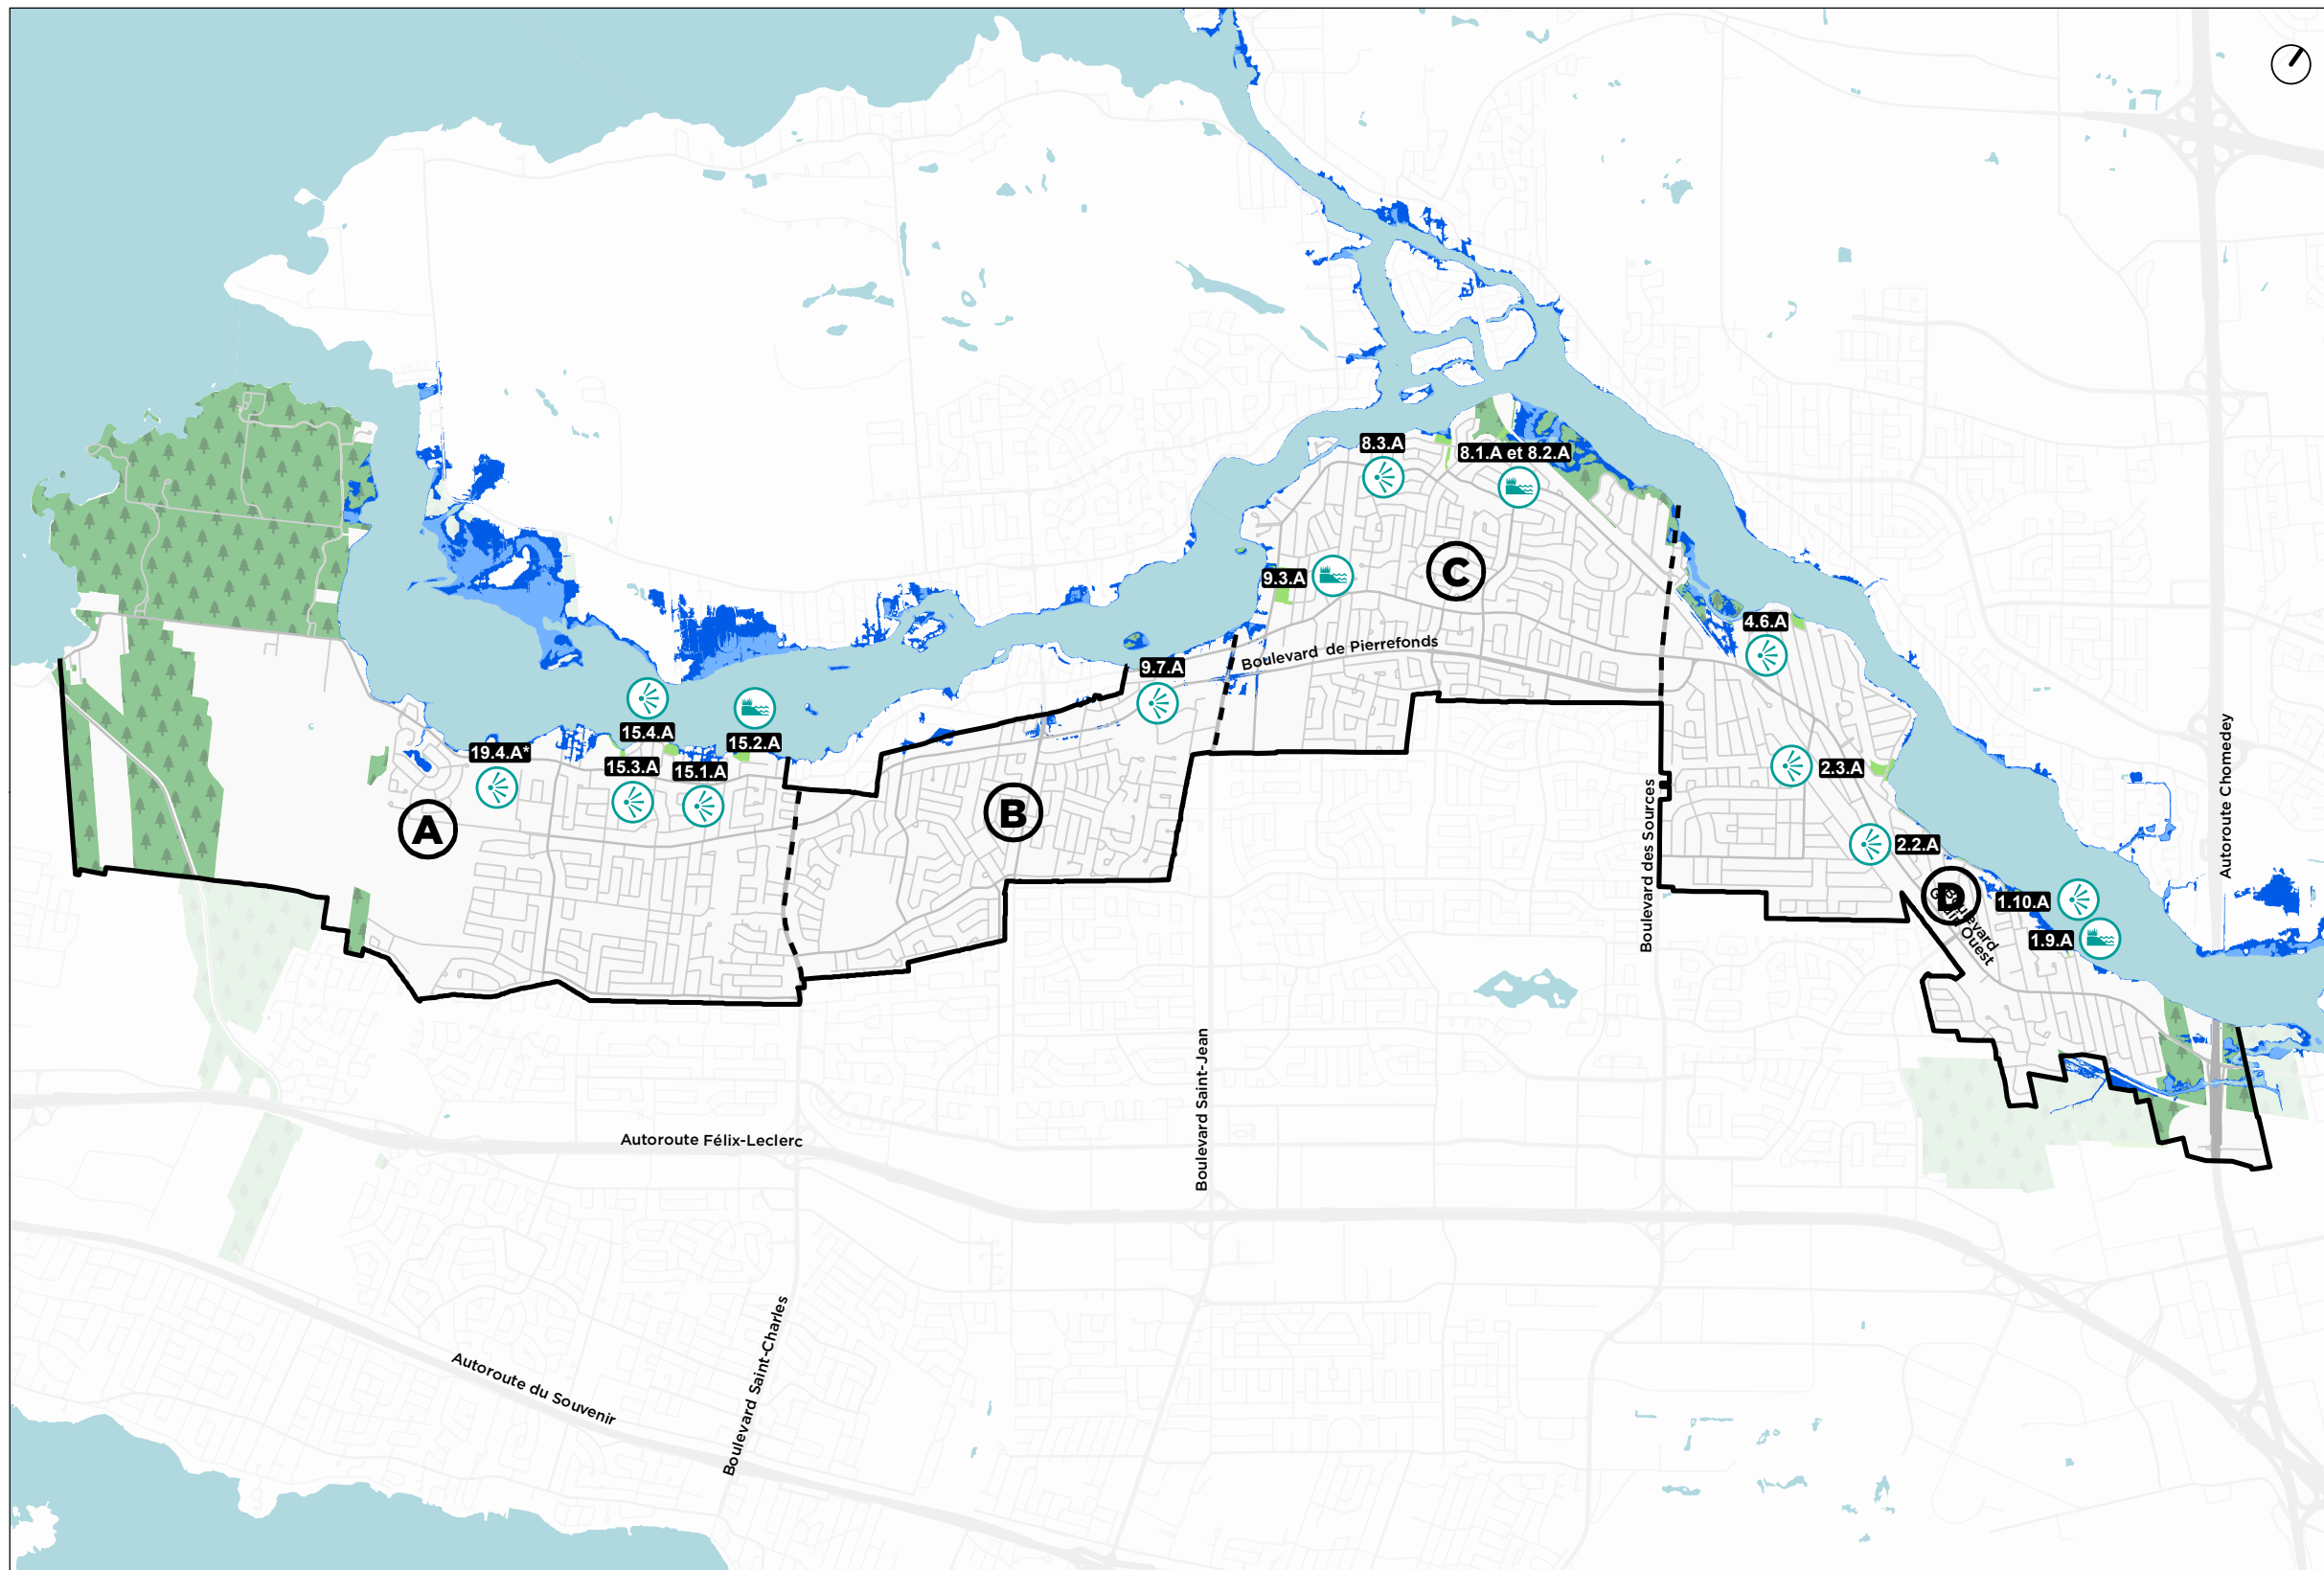 8.3.A
8.1.A et 8.2.A
C
9.3.A
4.6.A
Boulevard de Pierrefonds
9.7.A
15.4.A
15.2.A
19.4.A*
15.3.A
15.1.A
2.3.A
A
B
Boulevard des Sources
Autoroute Chomedey
2.2.A
D
Boulevard
Ouest
1.10.A
1.9.A
Boulevard Saint-Jean
Autoroute Félix-Leclerc
Boulevard Saint-Charles
Autoroute du Souvenir